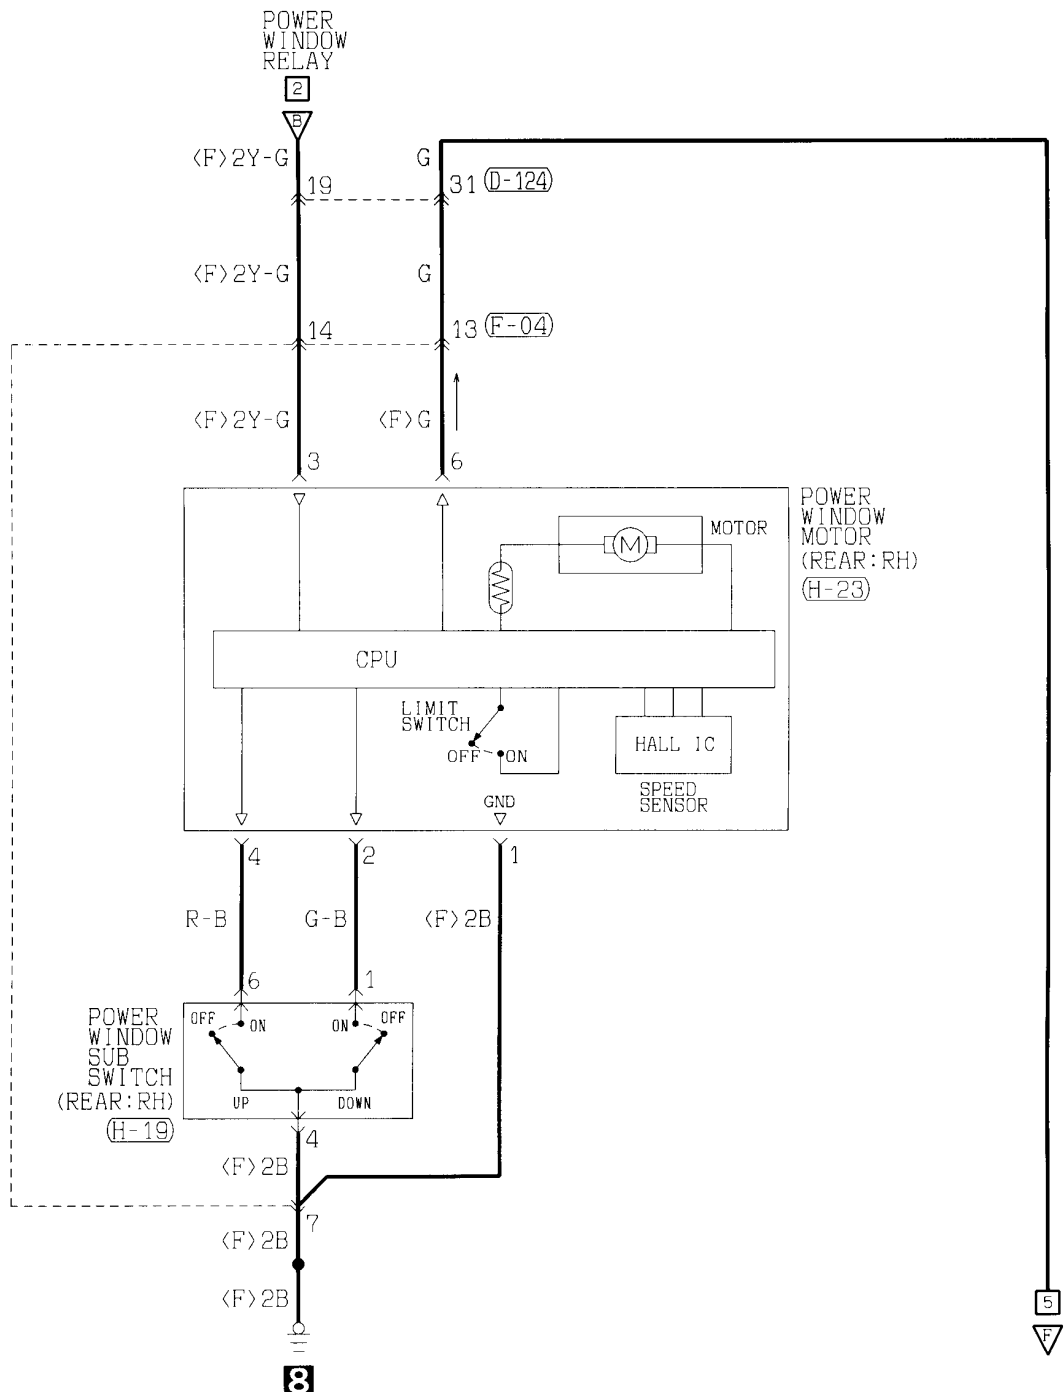 POWER
WINDOW
RELAY
2
B
<F>2Y-G
G
19
31 (D-124)
<F>2Y-G
G
14
13 (F-04)
<F>2Y-G
<F>G
3
6
POWER
WINDOW
MOTOR
(REAR:RH)
(H-23)
MOTOR
M
CPU
LIMIT
SWITCH
OFF
ON
HALL IC
SPEED
SENSOR
GND
4
2
1
R-B
G-B
<F>2B
6
1
POWER
WINDOW
SUB
SWITCH
(REAR:RH)
(H-19)
OFF
ON
ON
OFF
UP
DOWN
4
<F>2B
7
<F>2B
<F>2B
8
5
F